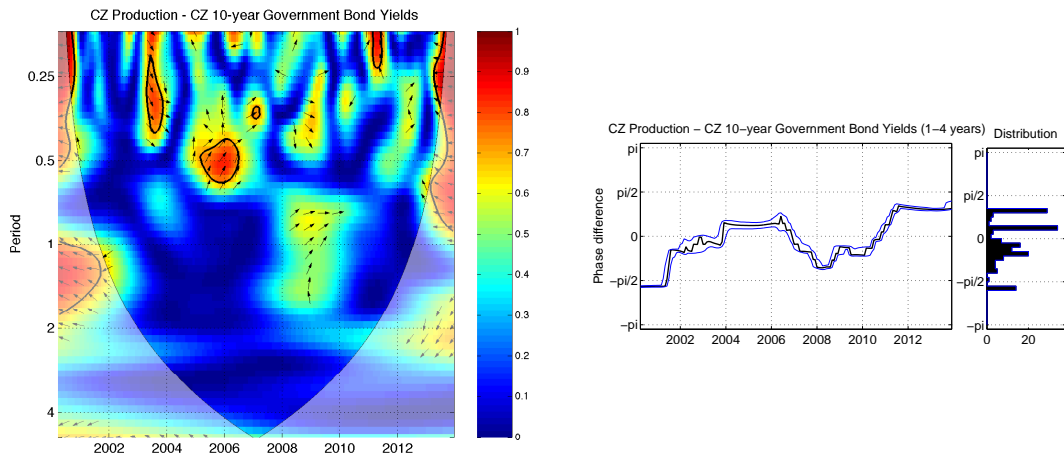 CZ Production - CZ 10-year Government Bond Yields
Period
0.25
0.5
1
2
4
2002
2004
2006
2008
2010
2012
1
0.9
0.8
0.7
0.6
0.5
0.4
0.3
0.2
0.1
0
CZ Production – CZ 10–year Government Bond Yields (1–4 years)
Phase difference
pi
pi/2
0
–pi/2
–pi
2002
2004
2006
2008
2010
2012
Distribution
pi
pi/2
0
–pi/2
–pi
0
20